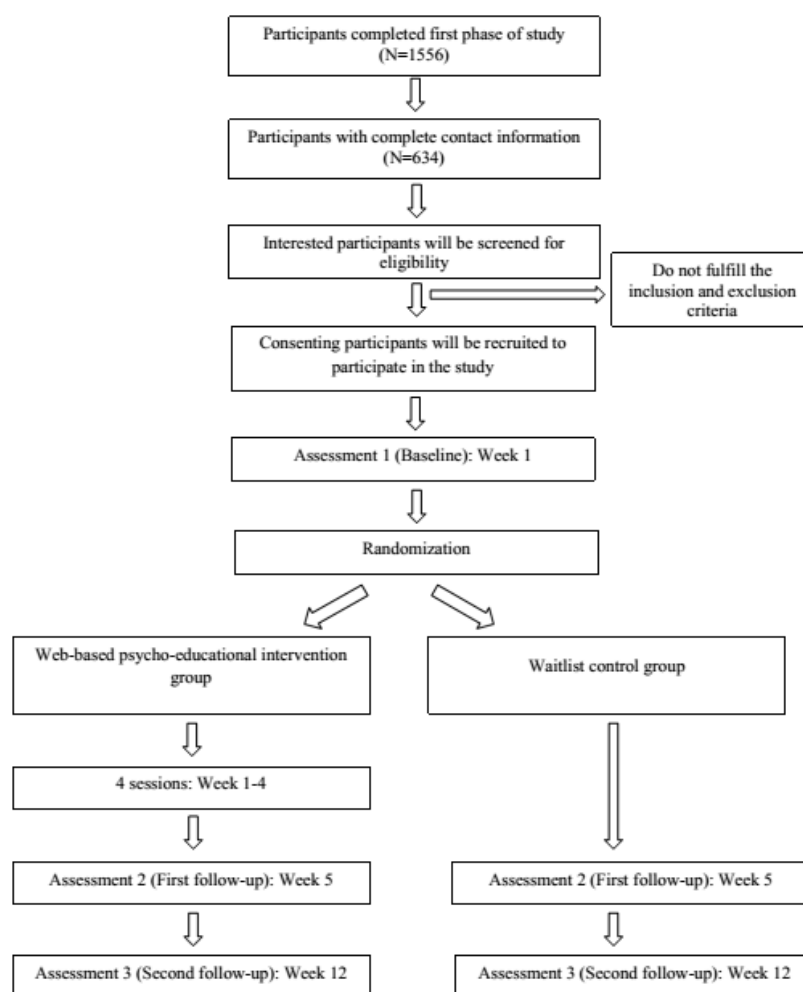 Participants completed first phase of study
(N=1556)
Participants with complete contact information
(N=634)
Interested participants will be screened for
eligibility
Do not fulfill the
inclusion and exclusion
criteria
Consenting participants will be recruited to
participate in the study
Assessment 1 (Baseline): Week 1
Randomization
Web-based psycho-educational intervention
group
Waitlist control group
4 sessions: Week 1-4
Assessment 2 (First follow-up): Week 5
Assessment 2 (First follow-up): Week 5
Assessment 3 (Second follow-up): Week 12
Assessment 3 (Second follow-up): Week 12